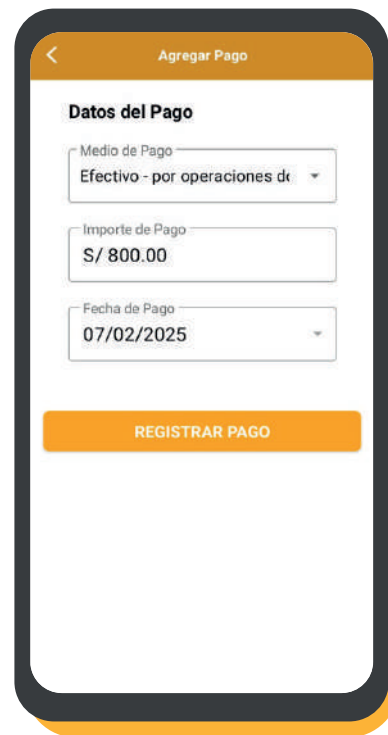 Agregar Pago
Datos del Pago
Medio de Pago
Efectivo - por operaciones
Importe de Pago
S/ 800.00
Fecha de Pago
07/02/2025
REGISTRAR PAGO